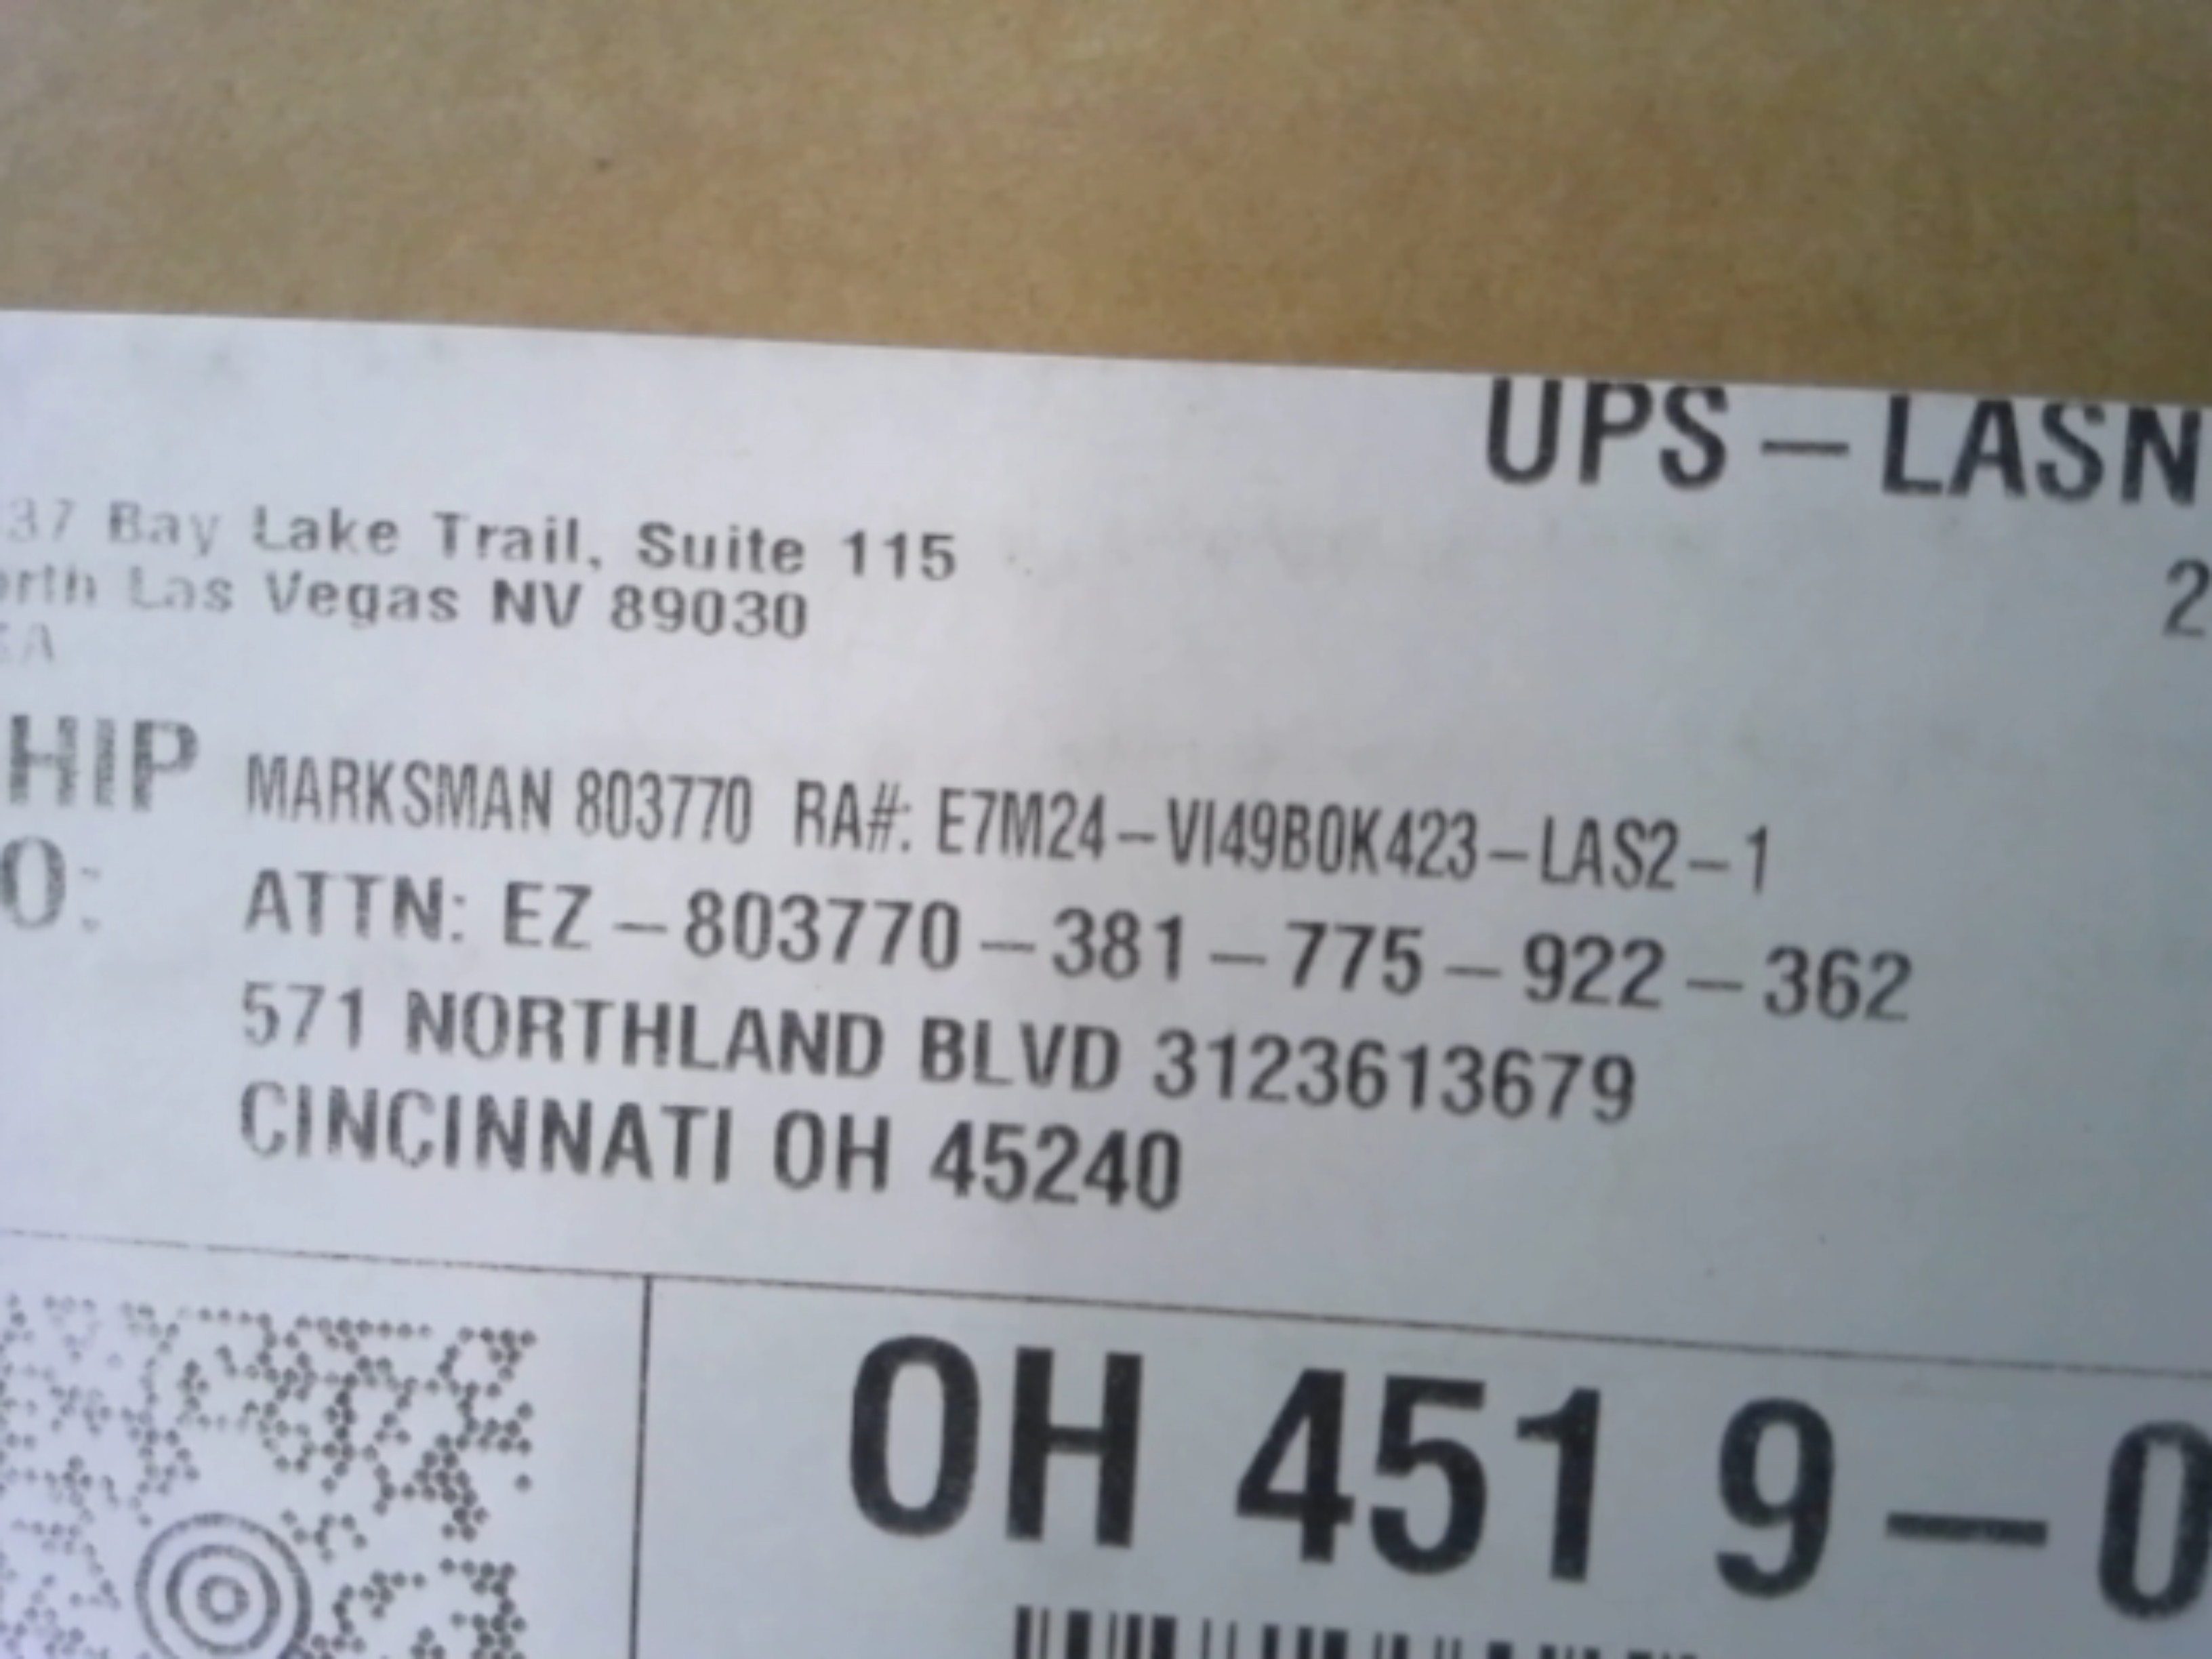 UPS – LASN
37 Bay Lake Trail, Suite 115
2
orth Las Vegas NV 89030
SA
HIP
MARKSMAN 803770 RA#: E7M24–VI49B0K423–LAS2–1
O:
ATTN: EZ – 803770 – 381 – 775 – 922 – 362
571 NORTHLAND BLVD 3123613679
CINCINNATI OH 45240
OH 451 9 – 0